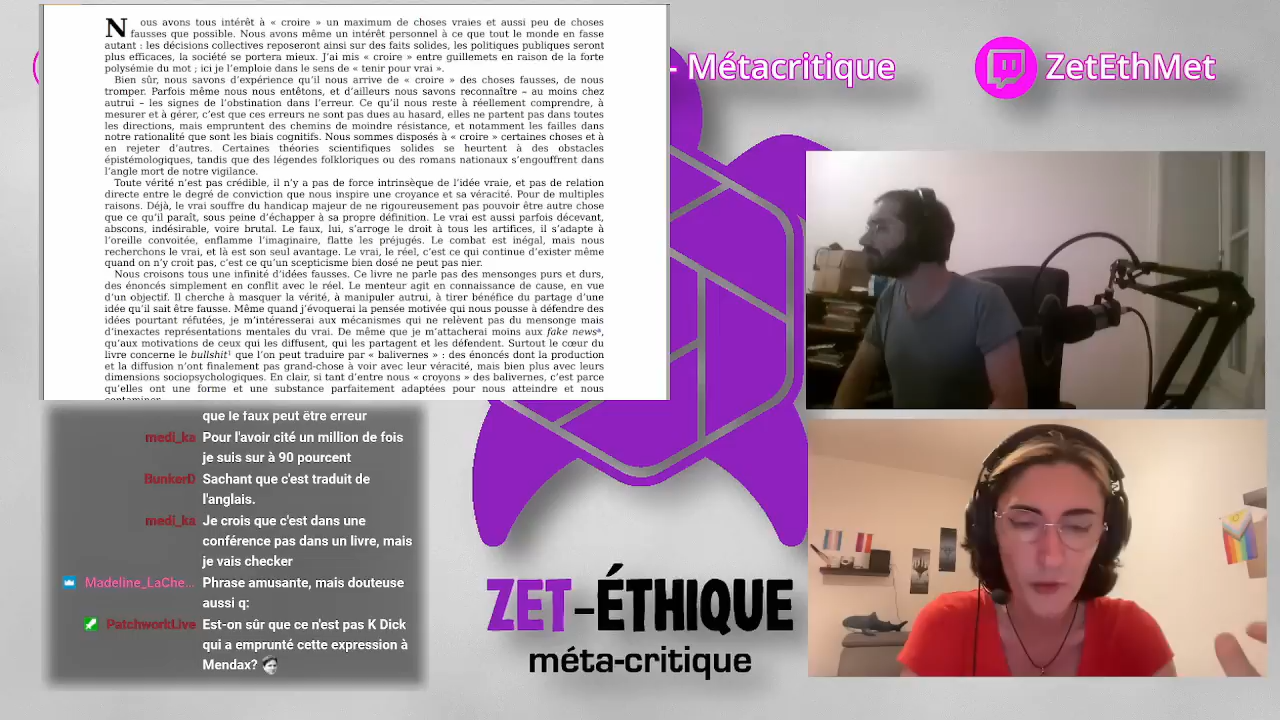 Nous avons tous intérêt à « croire » un maximum de choses vraies et aussi peu de choses
fausses que possible. Nous avons même un intérêt personnel à ce que tout le monde en fasse
autant : les décisions collectives reposeront ainsi sur des faits solides, les politiques publiques seront
plus efficaces, la société se portera mieux. J'ai mis « croire » entre guillemets en raison de la forte
polysémie du mot ; ici je l'emploie dans le sens de « tenir pour vrai ».
Bien sûr, nous savons d'expérience qu'il nous arrive de « croire » des choses fausses, de nous
tromper. Parfois même nous nous entêtons, et d'ailleurs nous savons reconnaître – au moins chez
autrui – les signes de l'obstination dans l'erreur. Ce qu'il nous reste à réellement comprendre, à
mesurer et à gérer, c'est que ces erreurs ne sont pas dues au hasard, elles ne partent pas dans toutes
les directions, mais empruntent des chemins de moindre résistance, et notamment les failles dans
notre rationalité que sont les biais cognitifs. Nous sommes disposés à « croire » certaines choses et à
en rejeter d'autres. Certaines théories scientifiques solides se heurtent à des obstacles
épistémologiques, tandis que des légendes folkloriques ou des romans nationaux s'engouffrent dans
l'angle mort de notre vigilance.
Toute vérité n'est pas crédible, il n'y a pas de force intrinsèque de l'idée vraie, et pas de relation
directe entre le degré de conviction que nous inspire une croyance et sa véracité. Pour de multiples
raisons. Déjà, le vrai souffre du handicap majeur de ne rigoureusement pas pouvoir être autre chose
que ce qu'il paraît, sous peine d'échapper à sa propre définition. Le vrai est aussi parfois décevant,
abscons, indésirable, voire brutal. Le faux, lui, s'arroge le droit à tous les artifices, il s'adapte à
l'oreille convoitée, enflamme l'imaginaire, flatte les préjugés. Le combat est inégal, mais nous
recherchons le vrai, et là est son seul avantage. Le vrai, le réel, c'est ce qui continue d'exister même
quand on n'y croit pas, c'est ce qu'un scepticisme bien dosé ne peut pas nier.
Nous croisons tous une infinité d'idées fausses. Ce livre ne parle pas des mensonges purs et durs,
des énoncés simplement en conflit avec le réel. Le menteur agit en connaissance de cause, en vue
d'un objectif. Il cherche à masquer la vérité, à manipuler autrui, à tirer bénéfice du partage d'une
idée qu'il sait être fausse. Même quand j'évoquerai la pensée motivée qui nous pousse à défendre des
idées pourtant réfutées, je m'intéresserai aux mécanismes qui ne relèvent pas du mensonge mais
d'inexactes représentations mentales du vrai. De même que je m'attacherai moins aux fake news*,
qu'aux motivations de ceux qui les diffusent, qui les partagent et les défendent. Surtout le cœur du
livre concerne le bullshit¹ que l'on peut traduire par « balivernes » : des énoncés dont la production
et la diffusion n'ont finalement pas grand-chose à voir avec leur véracité, mais bien plus avec leurs
dimensions sociopsychologiques. En clair, si tant d'entre nous « croyons » des balivernes, c'est parce
qu'elles ont une forme et une substance parfaitement adaptées pour nous atteindre et nous
contaminer.
- Métacritique
ZetEthMet
que le faux peut être erreur
medi_ka Pour l'avoir cité un million de fois
je suis sur à 90 pourcent
BunkerD Sachant que c'est traduit de
l'anglais.
medi_ka Je crois que c'est dans une
conférence pas dans un livre, mais
je vais checker
Madeline_LaChe... Phrase amusante, mais douteuse
aussi q:
PatchworkLive Est-on sûr que ce n'est pas K Dick
qui a emprunté cette expression à
Mendax?
ZET-ÉTHIQUE
méta-critique